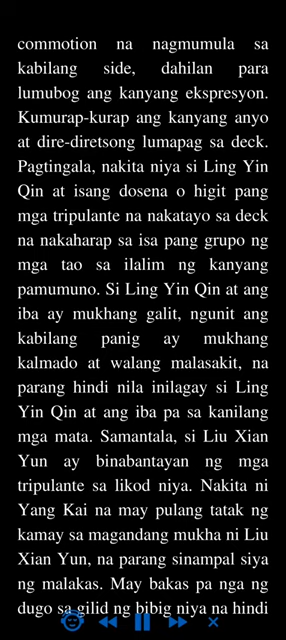 commotion na nagmumula sa
kabilang side, dahilan para
lumubog ang kanyang ekspresyon.
Kumurap-kurap ang kanyang anyo
at dire-diretsong lumapag sa deck.
Pagtingala, nakita niya si Ling Yin
Qin at isang dosena o higit pang
mga tripulante na nakatayo sa deck
na nakaharap sa isa pang grupo ng
mga tao sa ilalim ng kanyang
pamumuno. Si Ling Yin Qin at ang
iba ay mukhang galit, ngunit ang
kabilang panig ay mukhang
kalmado at walang malasakit, na
parang hindi nila inilagay si Ling
Yin Qin at ang iba pa sa kanilang
mga mata. Samantala, si Liu Xian
Yun ay binabantayan ng mga
tripulante sa likod niya. Nakita ni
Yang Kai na may pulang tatak ng
kamay sa magandang mukha ni Liu
Xian Yun, na parang sinampal siya
ng malakas. May bakas pa nga ng
dugo sa gilid ng bibig niya na hindi